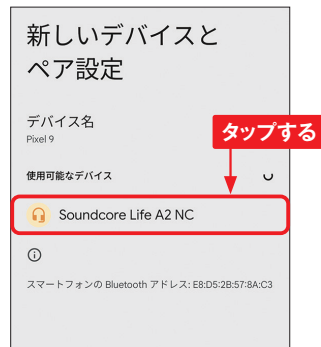 新しいデバイスと
ペア設定
デバイス名
Pixel 9
タップする
使用可能なデバイス
Soundcore Life A2 NC
スマートフォンの Bluetooth アドレス: E8:D5:2B:57:8A:C3